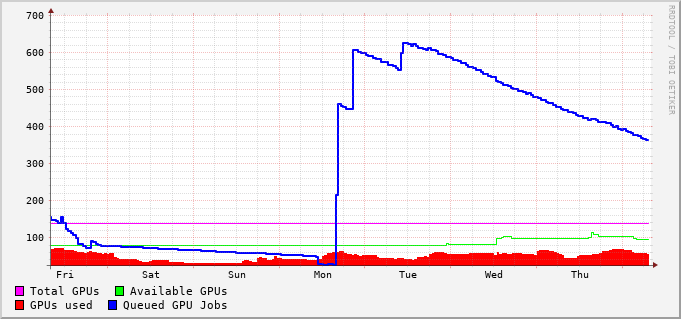 700
600
500
400
300
200
100
Fri Sat Sun Mon Tue Wed Thu
Total GPUs Available GPUs
GPUs used Queued GPU Jobs
RRDTOOL / TOBI OETIKER